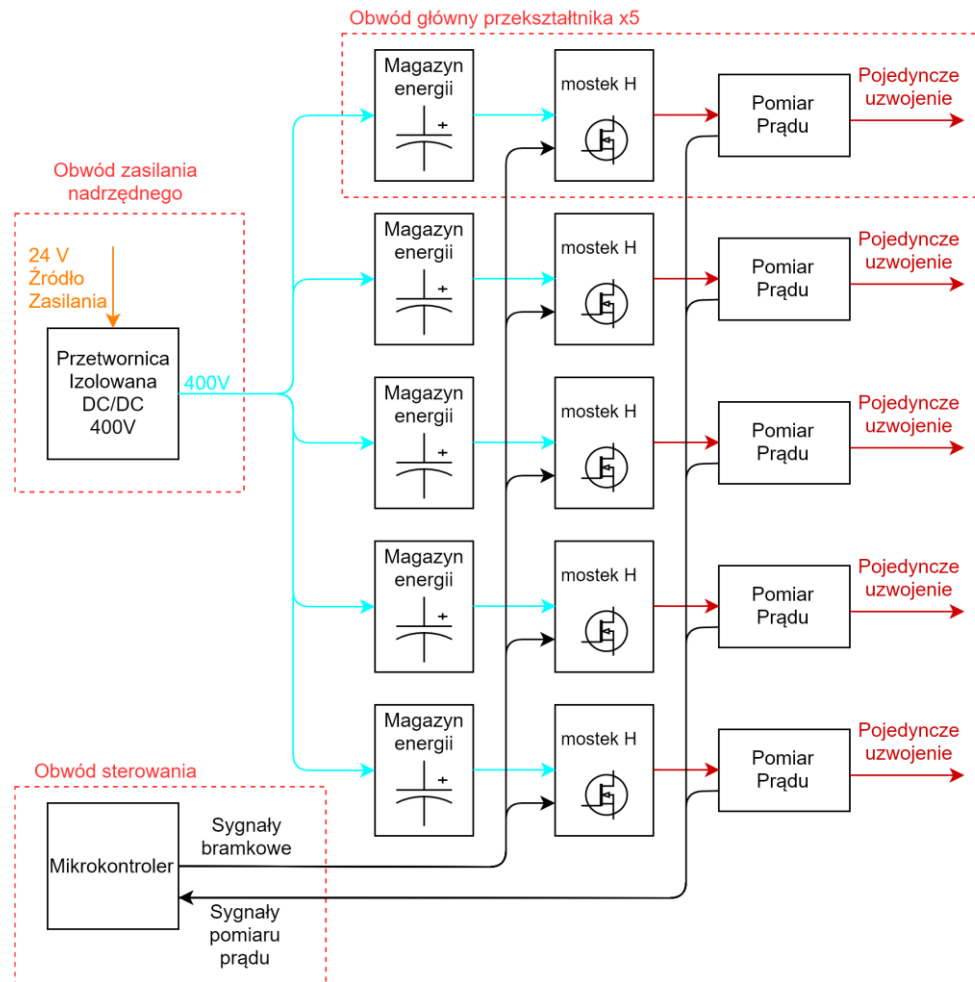 Obwód główny przekształtnika x5
Magazyn
energii
+
mostek H
Pomiar
Prądu
Pojedyncze
uzwojenie
Obwód zasilania
nadrzędnego
24 V
Źródło
Zasilania
Przetwornica
Izolowana
DC/DC
400V
400V
Magazyn
energii
+
mostek H
Pomiar
Prądu
Pojedyncze
uzwojenie
Magazyn
energii
+
mostek H
Pomiar
Prądu
Pojedyncze
uzwojenie
Magazyn
energii
+
mostek H
Pomiar
Prądu
Pojedyncze
uzwojenie
Magazyn
energii
+
mostek H
Pomiar
Prądu
Pojedyncze
uzwojenie
Obwód sterowania
Mikrokontroler
Sygnały
bramkowe
Sygnały
pomiaru
prądu